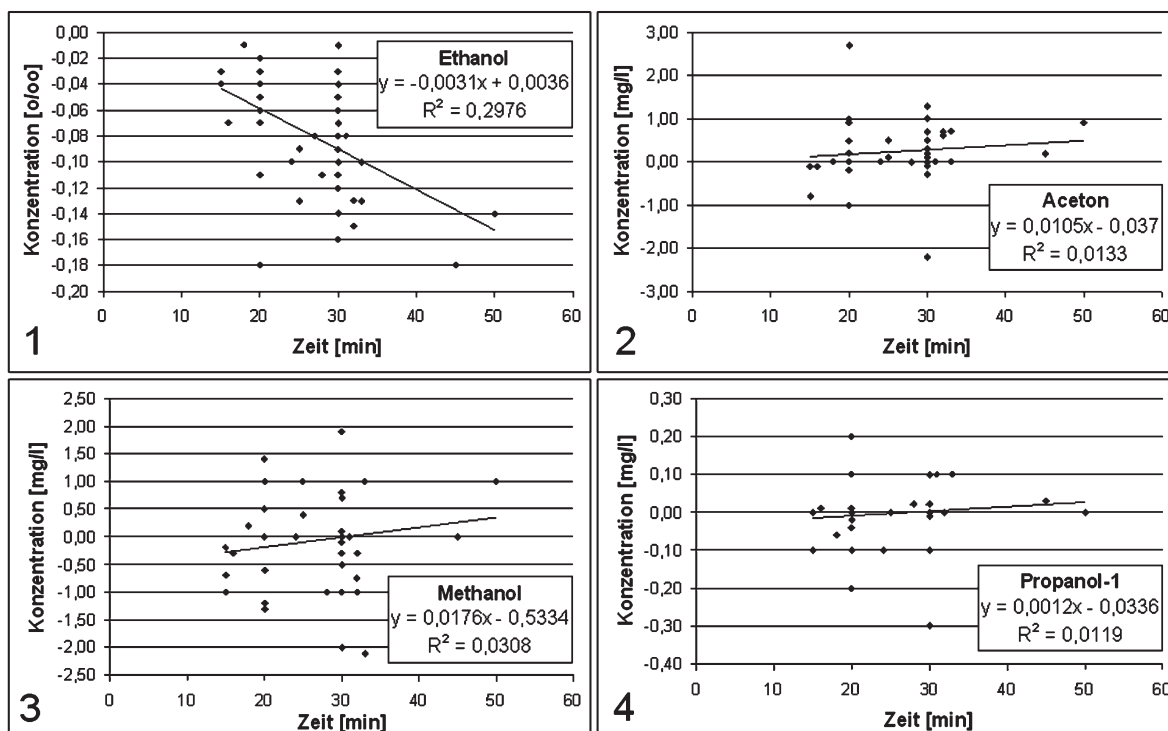 0,00
-0,02
-0,04
-0,06
-0,08
-0,10
-0,12
-0,14
-0,16
-0,18
-0,20
Konzentration [o/oo]
Ethanol
y = -0,0031x + 0,0036
R² = 0,2976
0 10 20 30 40 50 60
Zeit [min]
1
3,00
2,00
1,00
0,00
-1,00
-2,00
-3,00
Konzentration [mg/l]
Aceton
y = 0,0105x - 0,037
R² = 0,0133
0 10 20 30 40 50 60
Zeit [min]
2
2,50
2,00
1,50
1,00
0,50
0,00
-0,50
-1,00
-1,50
-2,00
-2,50
Konzentration [mg/l]
Methanol
y = 0,0176x - 0,5334
R² = 0,0308
0 10 20 30 40 50 60
Zeit [min]
3
0,30
0,20
0,10
0,00
-0,10
-0,20
-0,30
-0,40
Konzentration [mg/l]
Propanol-1
y = 0,0012x - 0,0336
R² = 0,0119
0 10 20 30 40 50 60
Zeit [min]
4